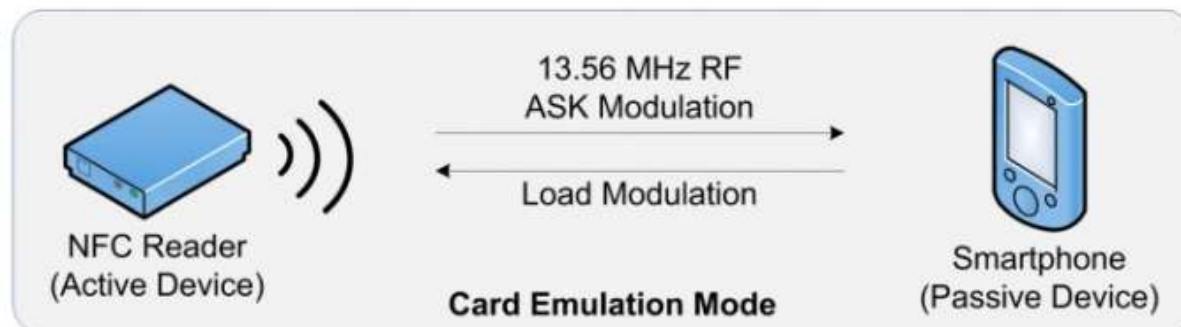 13.56 MHz RF
ASK Modulation
Load Modulation
NFC Reader
(Active Device)
Smartphone
(Passive Device)
Card Emulation Mode